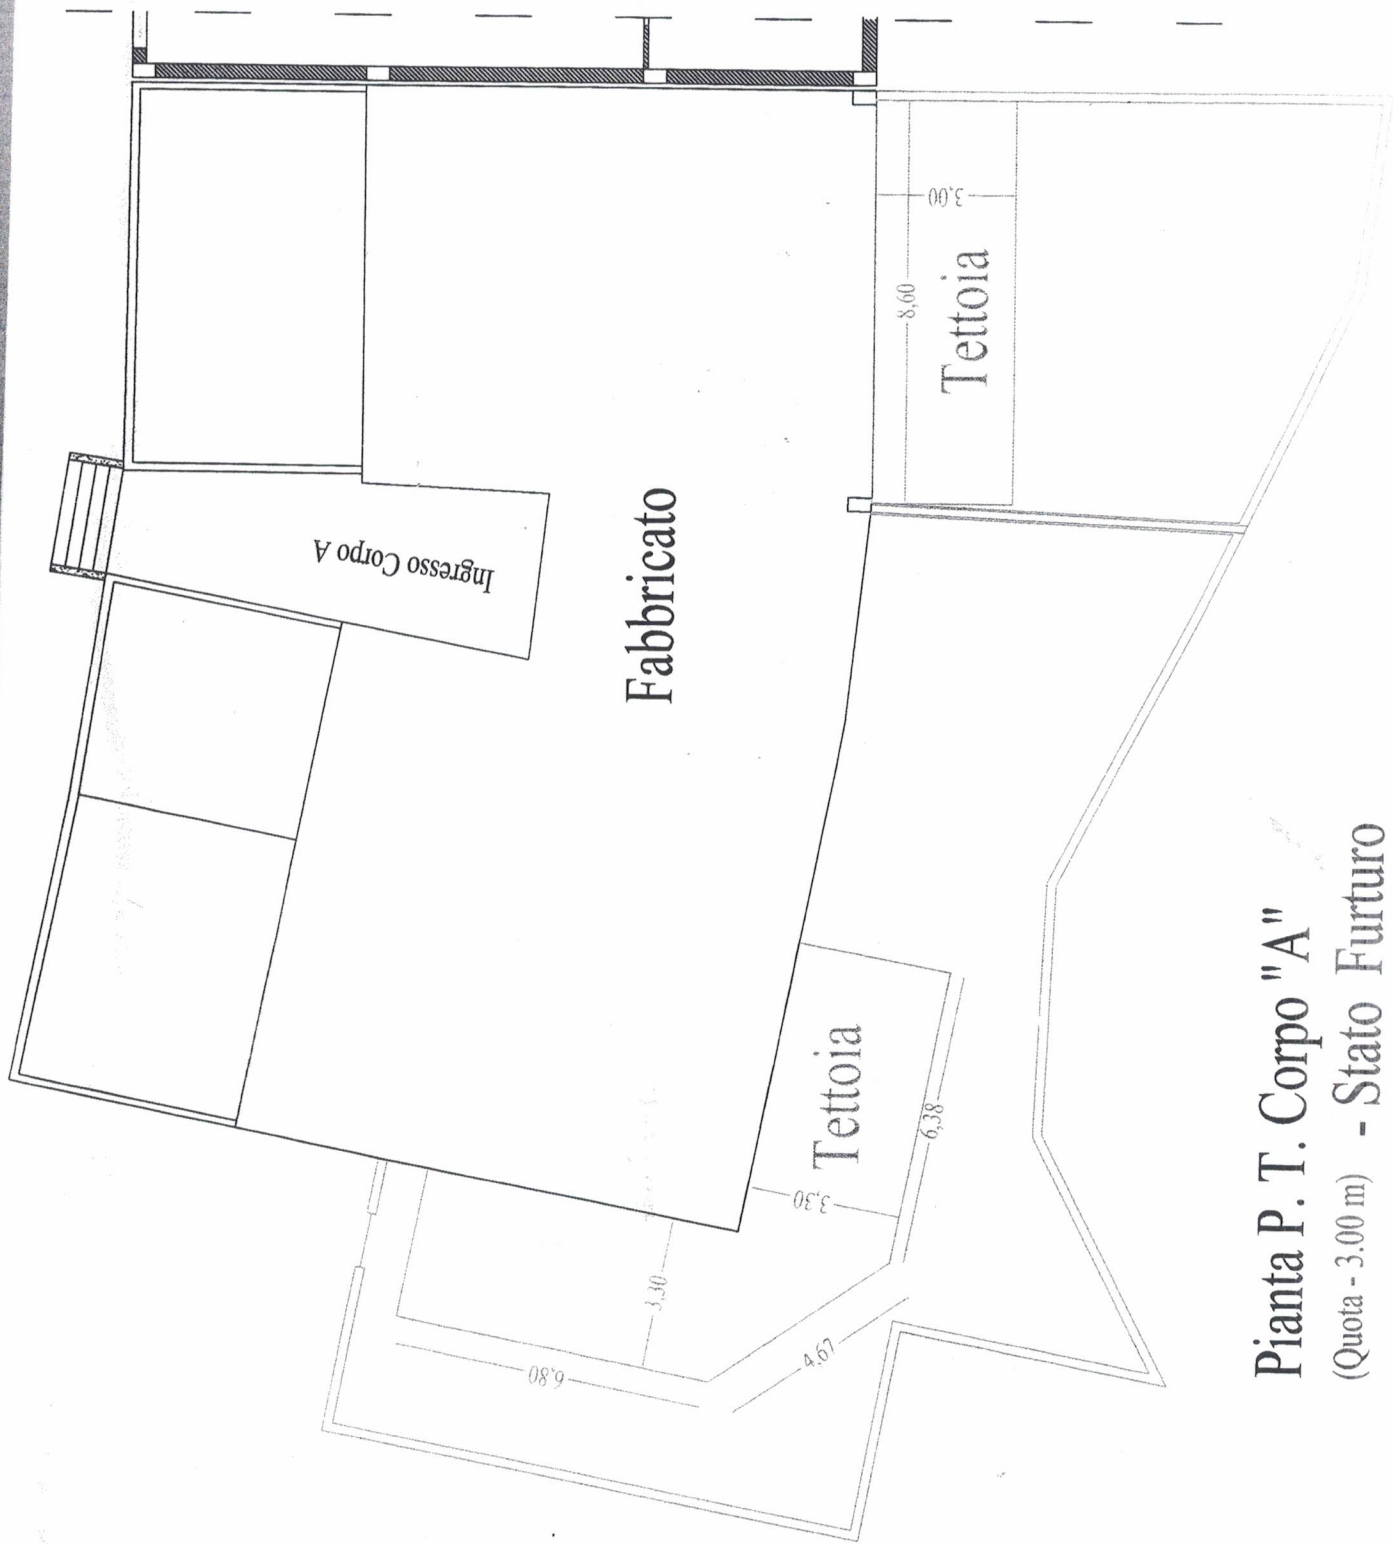 Ingresso Corpo A
Fabbricato
3,00
8,60
Tettoia
Tettoia
6,38
3,30
3,30
4,67
6,80
Pianta P. T. Corpo "A"
(Quota - 3.00 m) - Stato Furturo